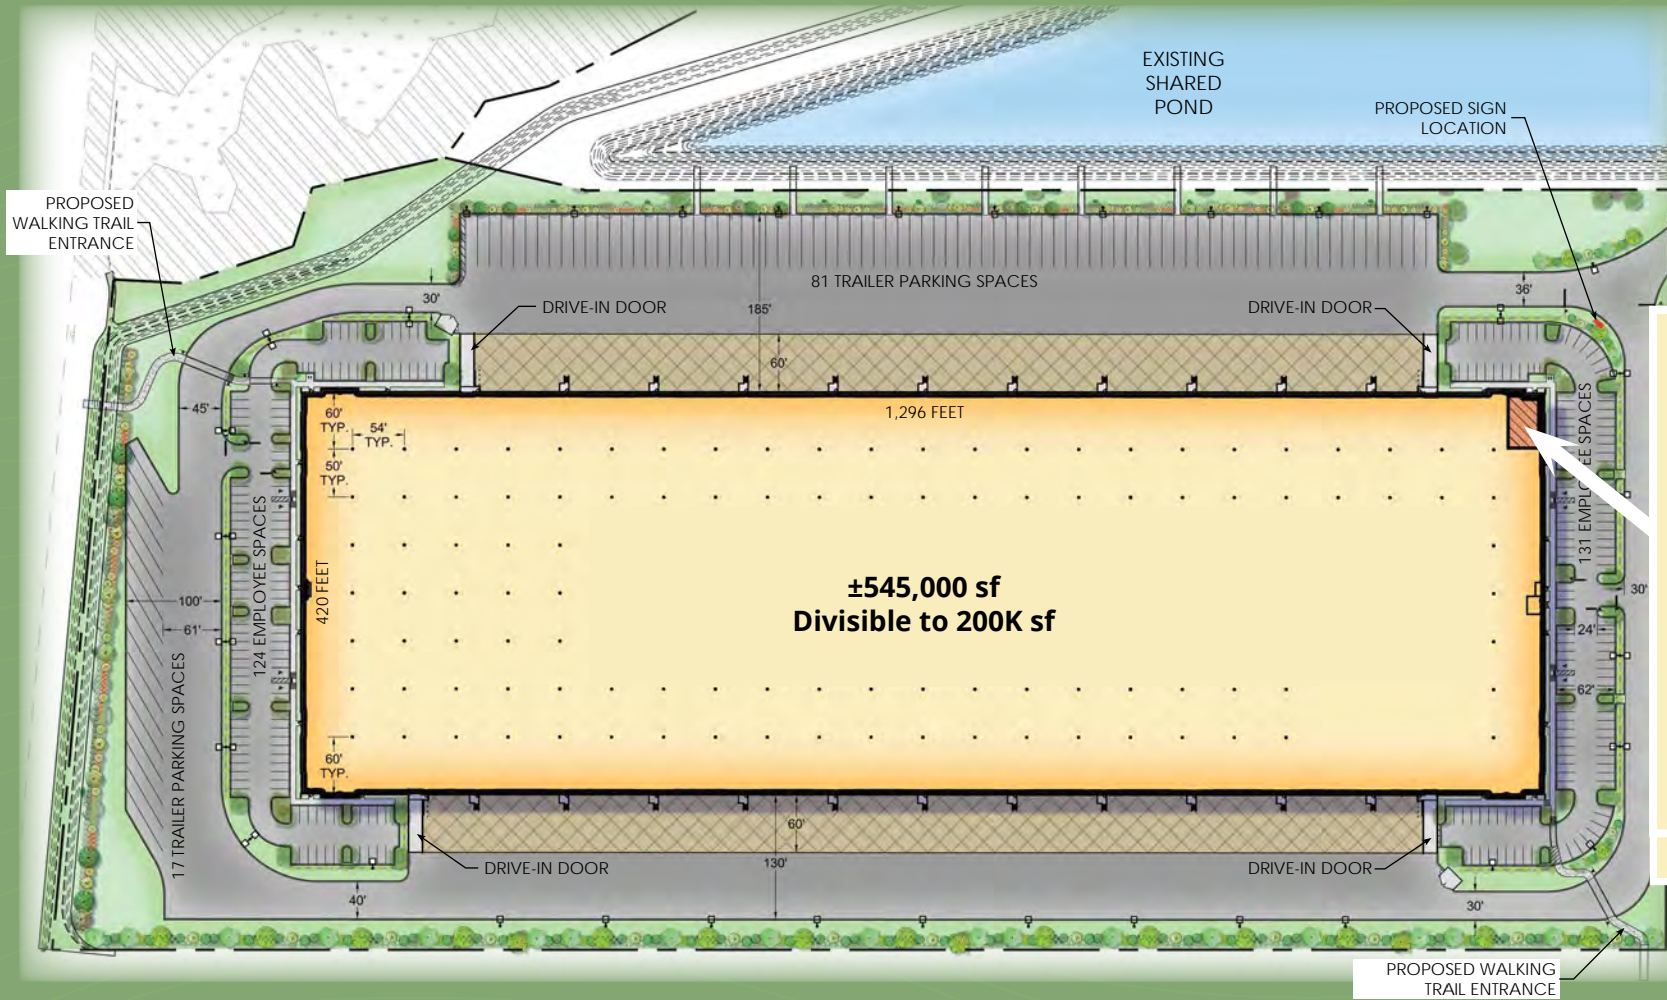 EXISTING
SHARED
POND
PROPOSED SIGN
LOCATION
PROPOSED
WALKING TRAIL
ENTRANCE
81 TRAILER PARKING SPACES
30'
36'
DRIVE-IN DOOR
185'
DRIVE-IN DOOR
60'
45'
60'
TYP.
54'
TYP.
1,296 FEET
50'
TYP.
124 EMPLOYEE SPACES
420 FEET
131 EMPLOYEE SPACES
±545,000 sf
Divisible to 200K sf
100'
61'
30'
24'
62'
17 TRAILER PARKING SPACES
60'
TYP.
60'
130'
DRIVE-IN DOOR
DRIVE-IN DOOR
40'
30'
PROPOSED WALKING
TRAIL ENTRANCE